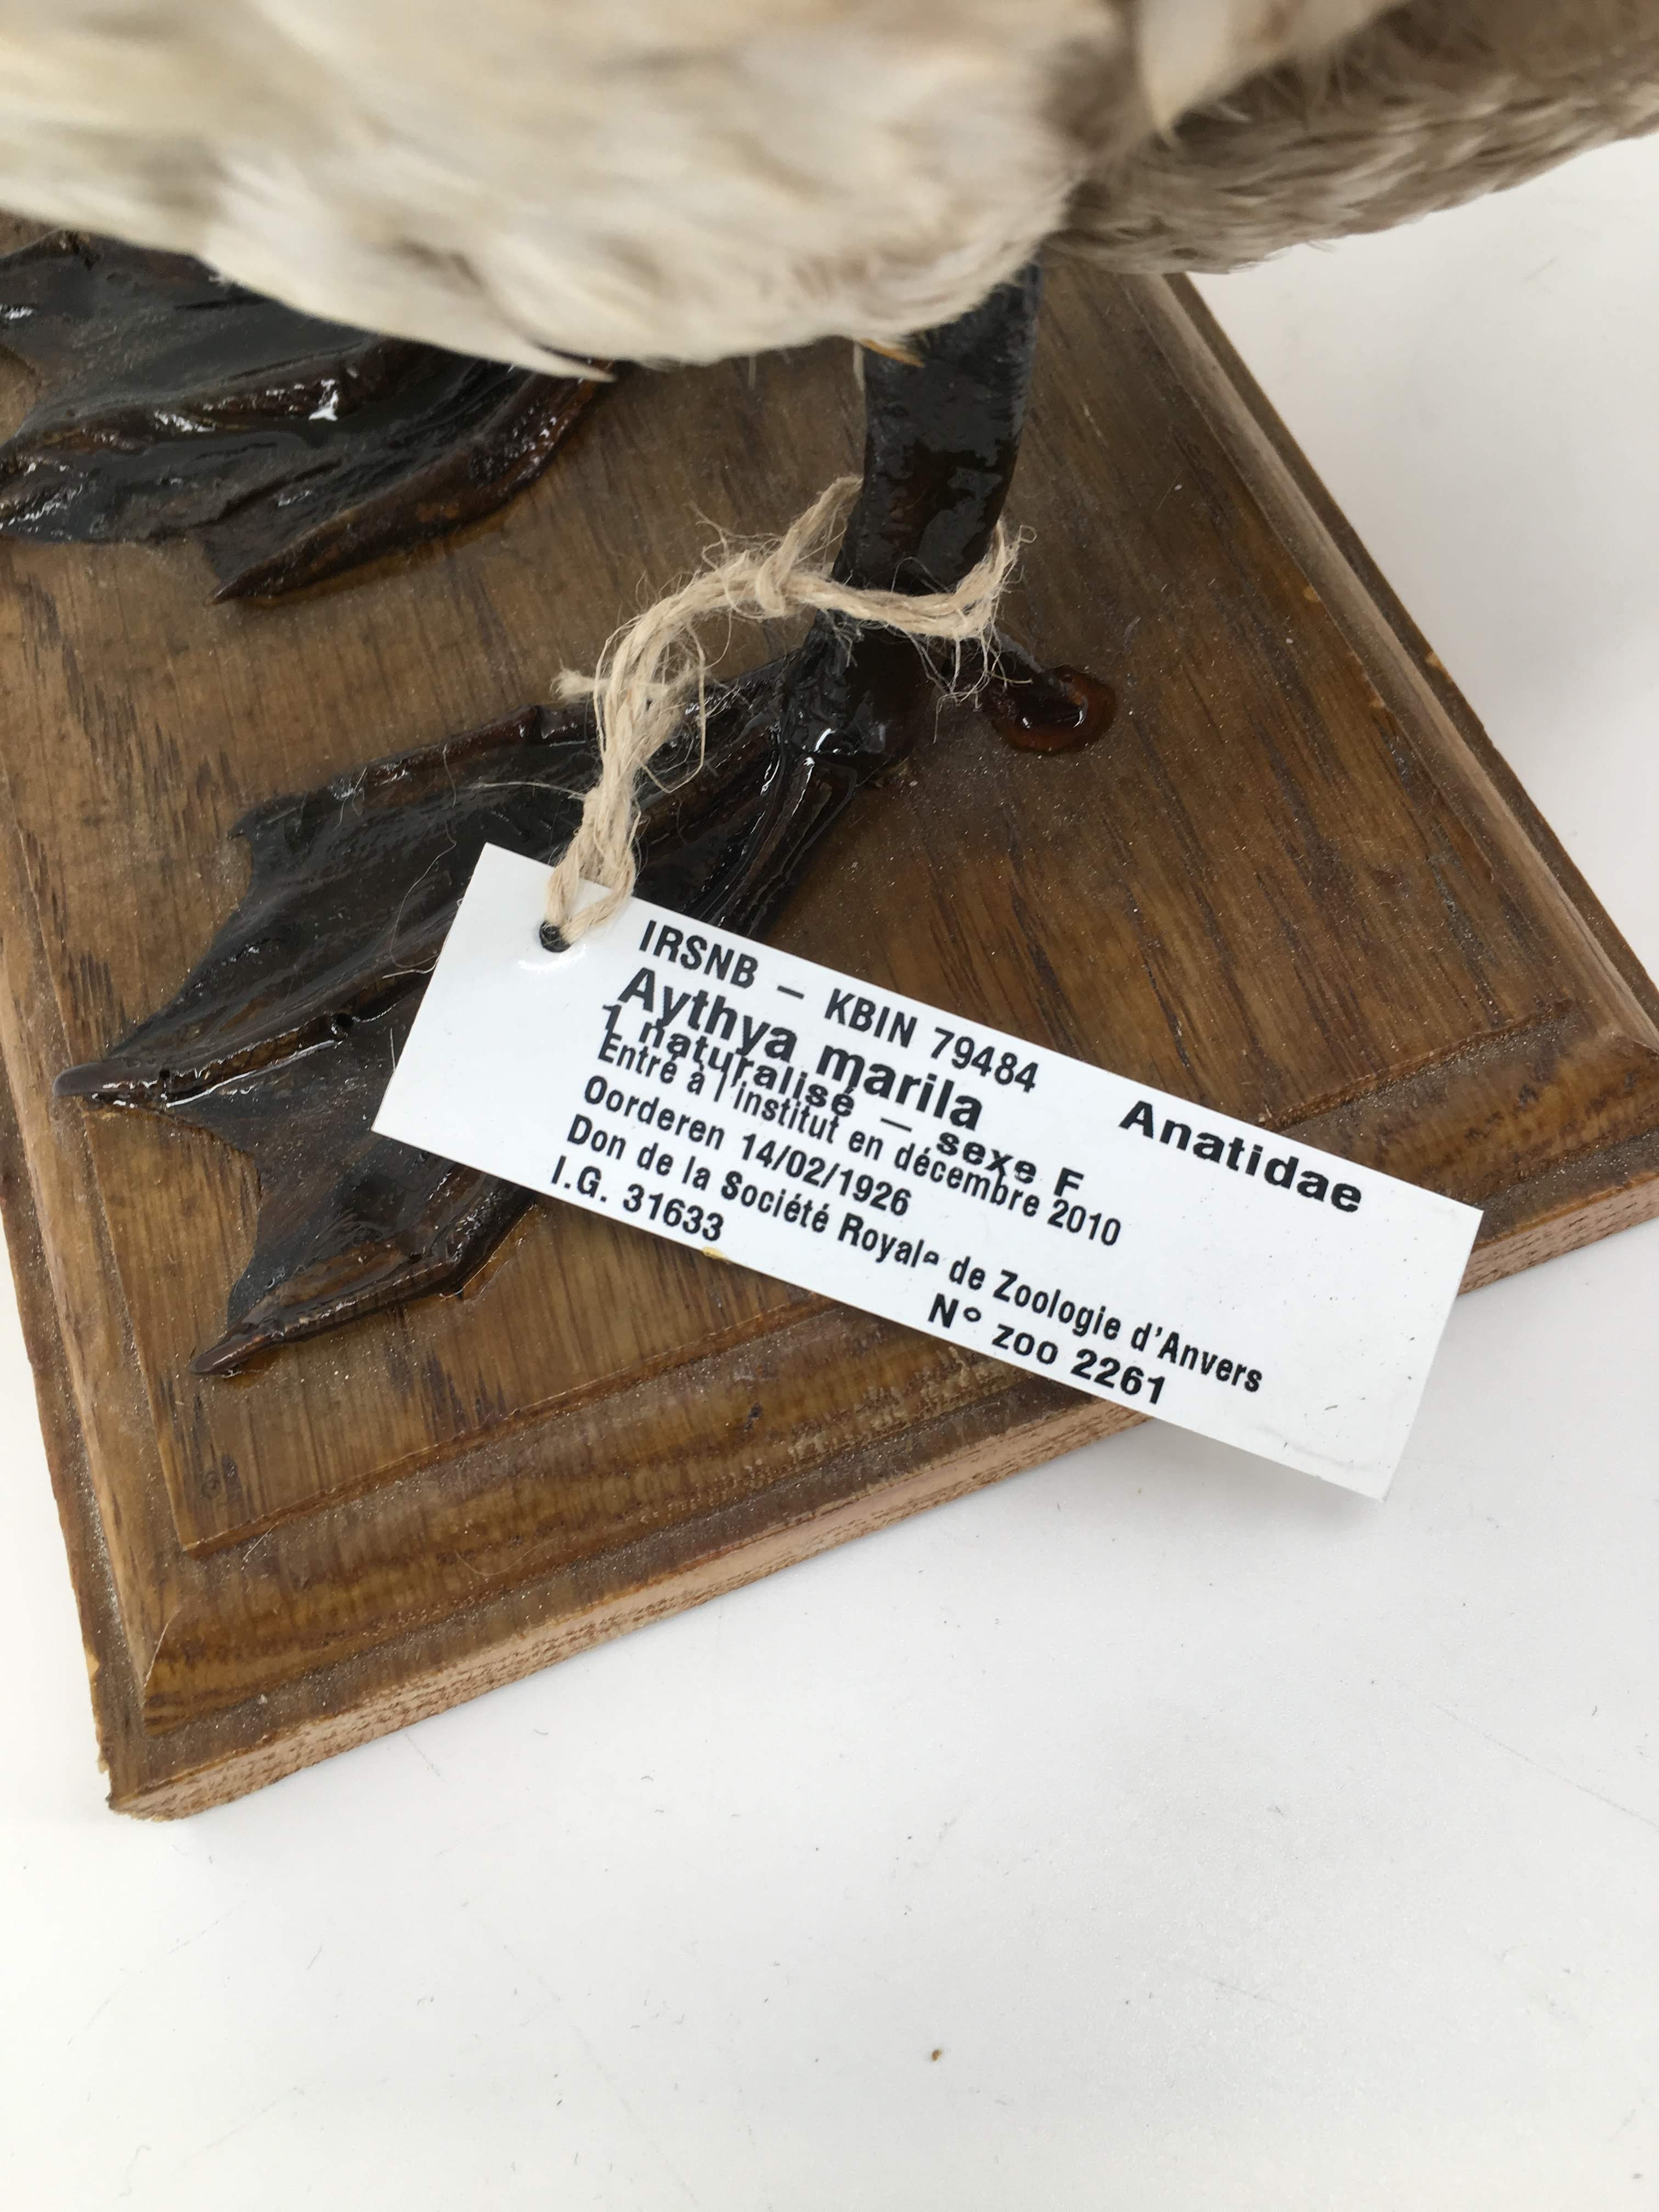 IRSNB – KBIN 79484
Aythya marila Anatidae
1 naturalisé – sexe F
Entré à l'institut en décembre 2010
Oorderen 14/02/1926
Don de la Société Royale de Zoologie d'Anvers
I.G. 31633 N° zoo 2261